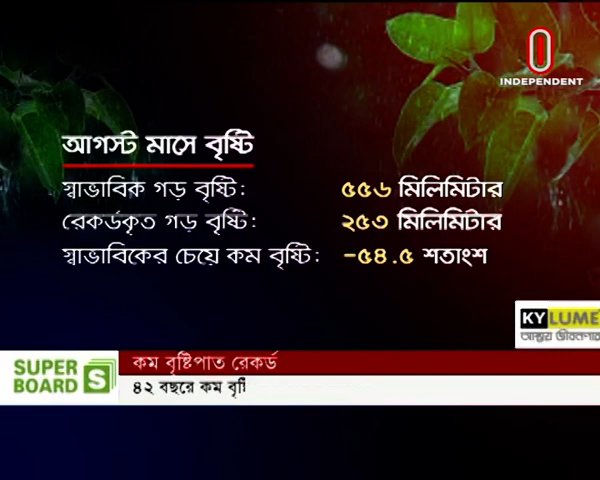 INDEPENDENT
আগস্ট মাসে বৃষ্টি
স্বাভাবিক গড় বৃষ্টি: ৫৫৬ মিলিমিটার
রেকর্ডকৃত গড় বৃষ্টি: ২৫৩ মিলিমিটার
স্বাভাবিকের চেয়ে কম বৃষ্টি: -৫৪.৫ শতাংশ
KYLUME
SUPER
BOARD S
কম বৃষ্টিপাত রেকর্ড
৪২ বছরে কম